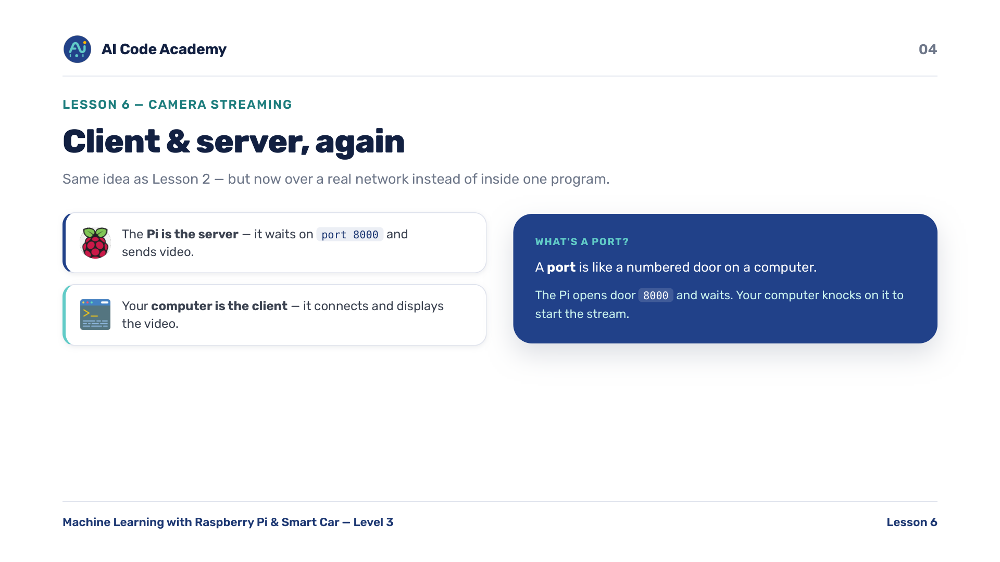 AI Code Academy
04
LESSON 6 — CAMERA STREAMING
Client & server, again
Same idea as Lesson 2 — but now over a real network instead of inside one program.
The Pi is the server — it waits on port 8000 and
sends video.
Your computer is the client — it connects and displays
the video.
WHAT'S A PORT?
A port is like a numbered door on a computer.
The Pi opens door 8000 and waits. Your computer knocks on it to
start the stream.
Machine Learning with Raspberry Pi & Smart Car — Level 3
Lesson 6